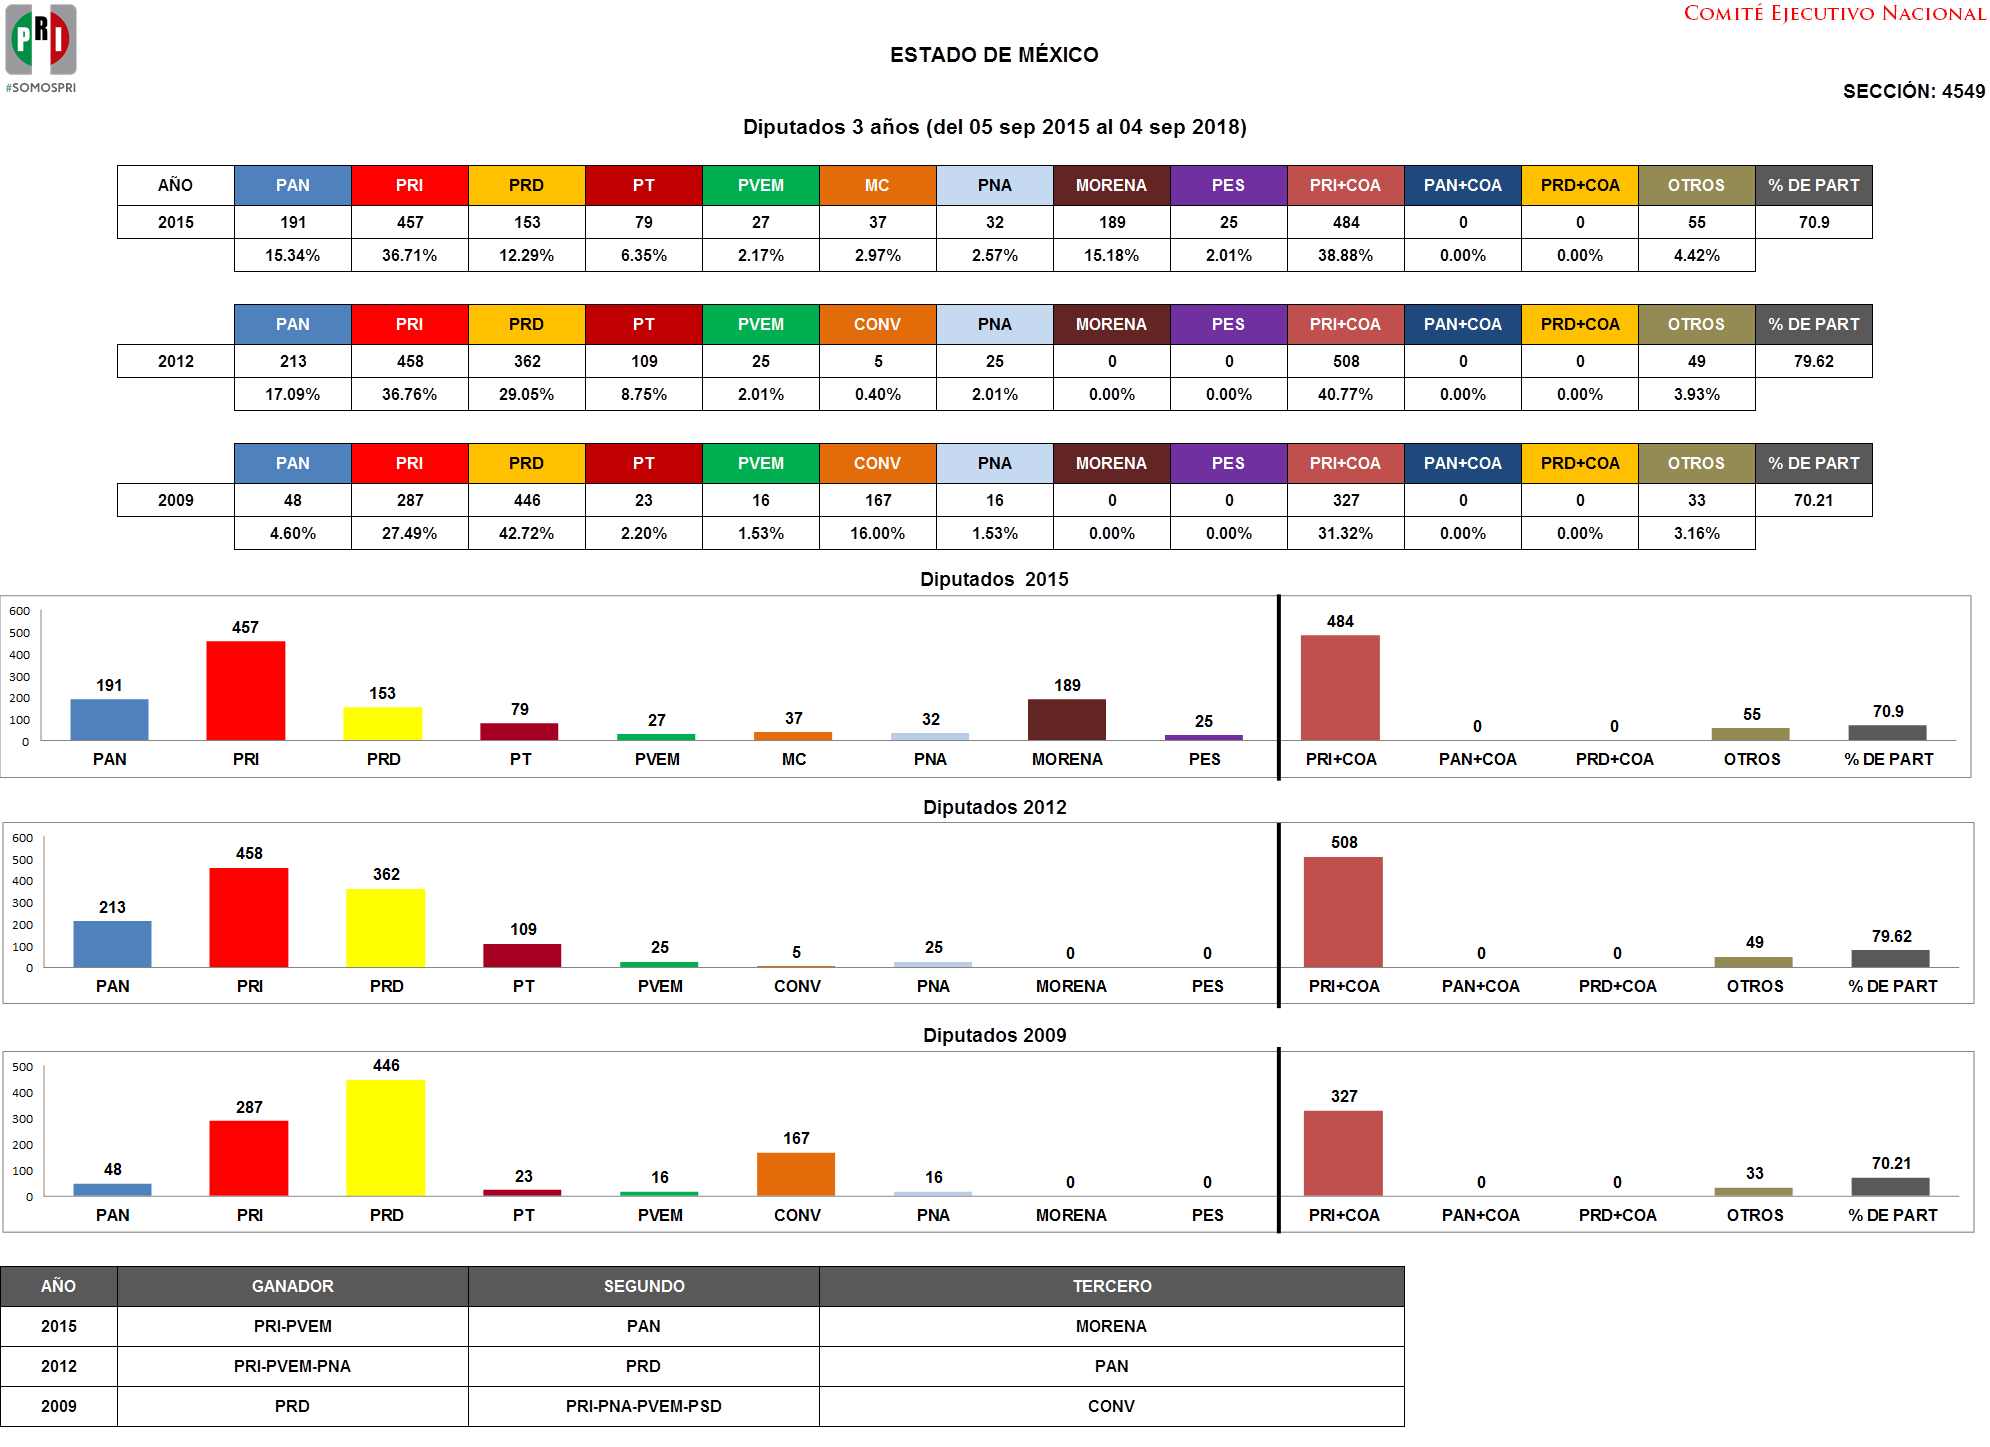 PRI
#SOMOSPRI
COMITÉ EJECUTIVO NACIONAL
ESTADO DE MÉXICO
SECCIÓN: 4549
Diputados 3 años (del 05 sep 2015 al 04 sep 2018)
AÑO PAN PRI PRD PT PVEM MC PNA MORENA PES PRI+COA PAN+COA PRD+COA OTROS % DE PART
2015 191 457 153 79 27 37 32 189 25 484 0 0 55 70.9
15.34% 36.71% 12.29% 6.35% 2.17% 2.97% 2.57% 15.18% 2.01% 38.88% 0.00% 0.00% 4.42%
PAN PRI PRD PT PVEM CONV PNA MORENA PES PRI+COA PAN+COA PRD+COA OTROS % DE PART
2012 213 458 362 109 25 5 25 0 0 508 0 0 49 79.62
17.09% 36.76% 29.05% 8.75% 2.01% 0.40% 2.01% 0.00% 0.00% 40.77% 0.00% 0.00% 3.93%
PAN PRI PRD PT PVEM CONV PNA MORENA PES PRI+COA PAN+COA PRD+COA OTROS % DE PART
2009 48 287 446 23 16 167 16 0 0 327 0 0 33 70.21
4.60% 27.49% 42.72% 2.20% 1.53% 16.00% 1.53% 0.00% 0.00% 31.32% 0.00% 0.00% 3.16%
Diputados 2015
600
500
400
300
200
100
0
191 457 153 79 27 37 32 189 25 484 0 0 55 70.9
PAN PRI PRD PT PVEM MC PNA MORENA PES PRI+COA PAN+COA PRD+COA OTROS % DE PART
Diputados 2012
600
500
400
300
200
100
0
213 458 362 109 25 5 25 0 0 508 0 0 49 79.62
PAN PRI PRD PT PVEM CONV PNA MORENA PES PRI+COA PAN+COA PRD+COA OTROS % DE PART
Diputados 2009
500
400
300
200
100
0
48 287 446 23 16 167 16 0 0 327 0 0 33 70.21
PAN PRI PRD PT PVEM CONV PNA MORENA PES PRI+COA PAN+COA PRD+COA OTROS % DE PART
AÑO GANADOR SEGUNDO TERCERO
2015 PRI-PVEM PAN MORENA
2012 PRI-PVEM-PNA PRD PAN
2009 PRD PRI-PNA-PVEM-PSD CONV